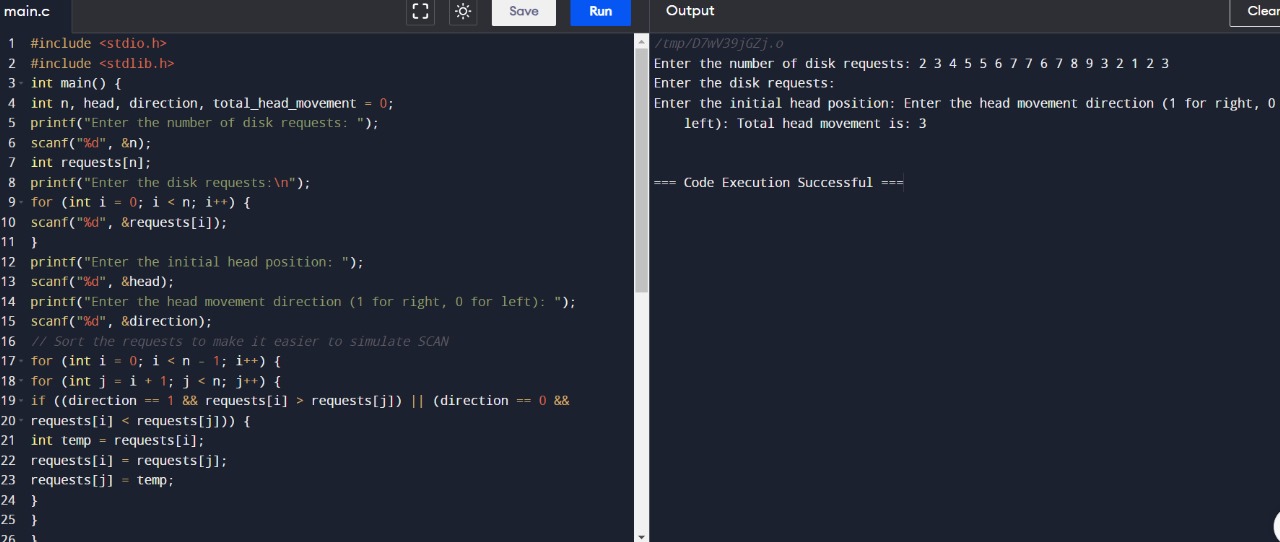 main.c
Save
Run
Output
Clear
1 #include <stdio.h>
2 #include <stdlib.h>
3 int main() {
4 int n, head, direction, total_head_movement = 0;
5 printf("Enter the number of disk requests: ");
6 scanf("%d", &n);
7 int requests[n];
8 printf("Enter the disk requests:\n");
9 for (int i = 0; i < n; i++) {
10 scanf("%d", &requests[i]);
11 }
12 printf("Enter the initial head position: ");
13 scanf("%d", &head);
14 printf("Enter the head movement direction (1 for right, 0 for left): ");
15 scanf("%d", &direction);
16 // Sort the requests to make it easier to simulate SCAN
17 for (int i = 0; i < n - 1; i++) {
18 for (int j = i + 1; j < n; j++) {
19 if ((direction == 1 && requests[i] > requests[j]) || (direction == 0 &&
20 requests[i] < requests[j])) {
21 int temp = requests[i];
22 requests[i] = requests[j];
23 requests[j] = temp;
24 }
25 }
26 }
/tmp/D7wV39jGZj.o
Enter the number of disk requests: 2 3 4 5 5 6 7 7 6 7 8 9 3 2 1 2 3
Enter the disk requests:
Enter the initial head position: Enter the head movement direction (1 for right, 0
left): Total head movement is: 3
=== Code Execution Successful ===